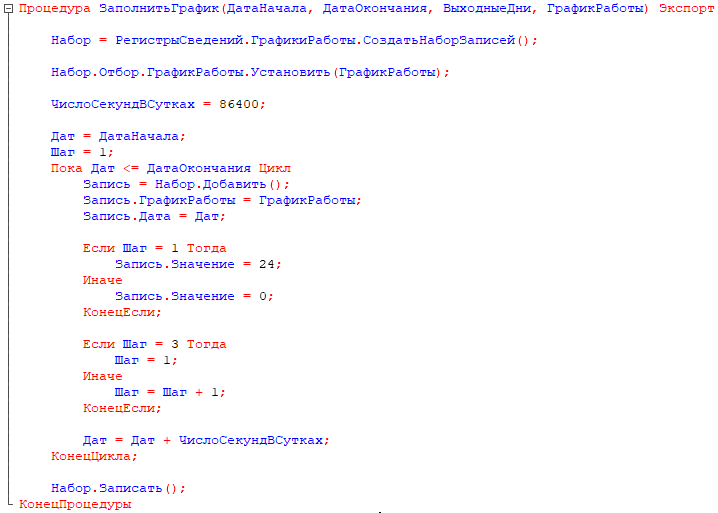 Процедура ЗаполнитьГрафик(ДатаНачала, ДатаОкончания, ВыходныеДни, ГрафикРаботы) Экспорт
Набор = РегистрыСведений.ГрафикиРаботы.СоздатьНаборЗаписей();
Набор.Отбор.ГрафикРаботы.Установить(ГрафикРаботы);
ЧислоСекундВСутках = 86400;
Дат = ДатаНачала;
Шаг = 1;
Пока Дат <= ДатаОкончания Цикл
Запись = Набор.Добавить();
Запись.ГрафикРаботы = ГрафикРаботы;
Запись.Дата = Дат;
Если Шаг = 1 Тогда
Запись.Значение = 24;
Иначе
Запись.Значение = 0;
КонецЕсли;
Если Шаг = 3 Тогда
Шаг = 1;
Иначе
Шаг = Шаг + 1;
КонецЕсли;
Дат = Дат + ЧислоСекундВСутках;
КонецЦикла;
Набор.Записать();
КонецПроцедуры